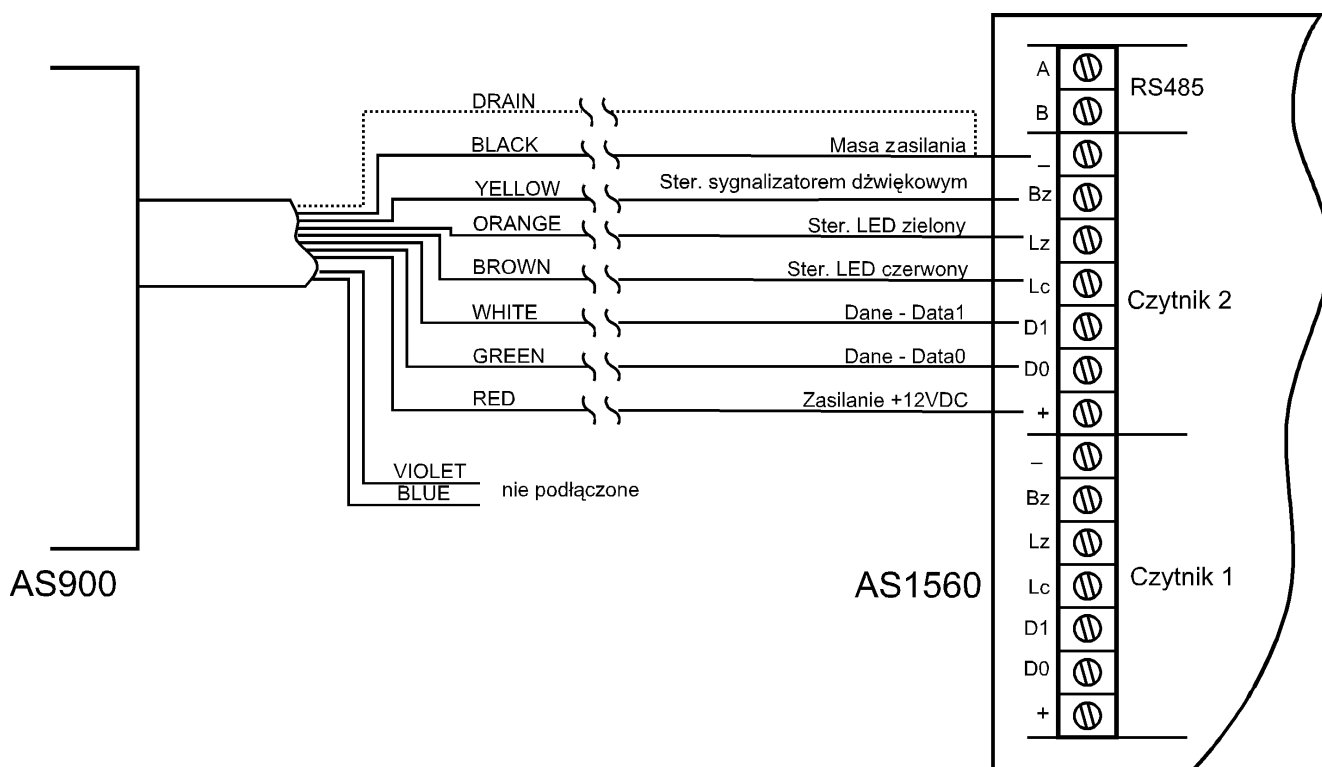 A
RS485
B
DRAIN
BLACK Masa zasilania –
YELLOW Ster. sygnalizatorem dżwiękowym Bz
ORANGE Ster. LED zielony Lz
BROWN Ster. LED czerwony Lc
Czytnik 2
WHITE Dane - Data1 D1
GREEN Dane - Data0 D0
RED Zasilanie +12VDC +
–
VIOLET
BLUE nie podłączone
Bz
Lz
AS900
AS1560
Lc
Czytnik 1
D1
D0
+